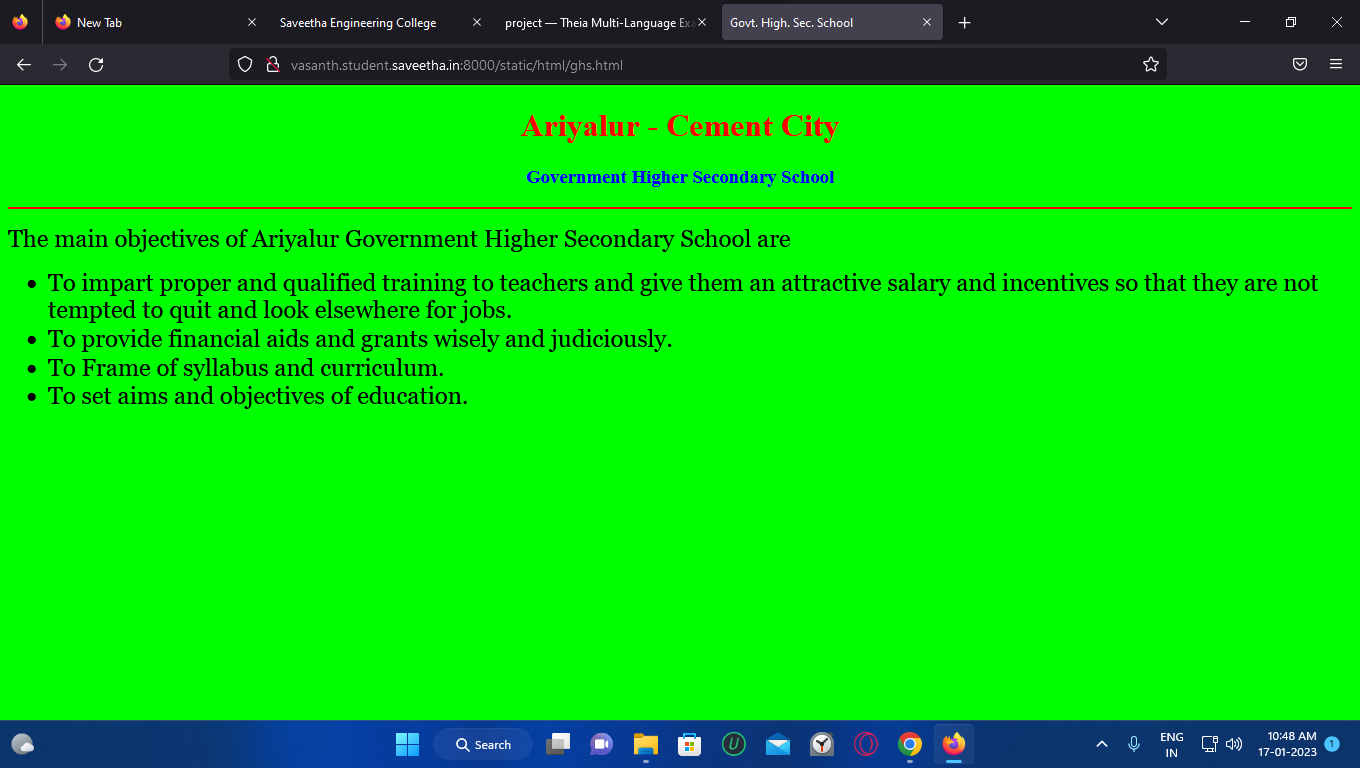 New Tab
Saveetha Engineering College
project — Theia Multi-Language Exa
Govt. High. Sec. School
vasanth.student.saveetha.in:8000/static/html/ghs.html
Ariyalur - Cement City
Government Higher Secondary School
The main objectives of Ariyalur Government Higher Secondary School are
• To impart proper and qualified training to teachers and give them an attractive salary and incentives so that they are not
tempted to quit and look elsewhere for jobs.
• To provide financial aids and grants wisely and judiciously.
• To Frame of syllabus and curriculum.
• To set aims and objectives of education.
Search
ENG
IN
10:48 AM
17-01-2023
1